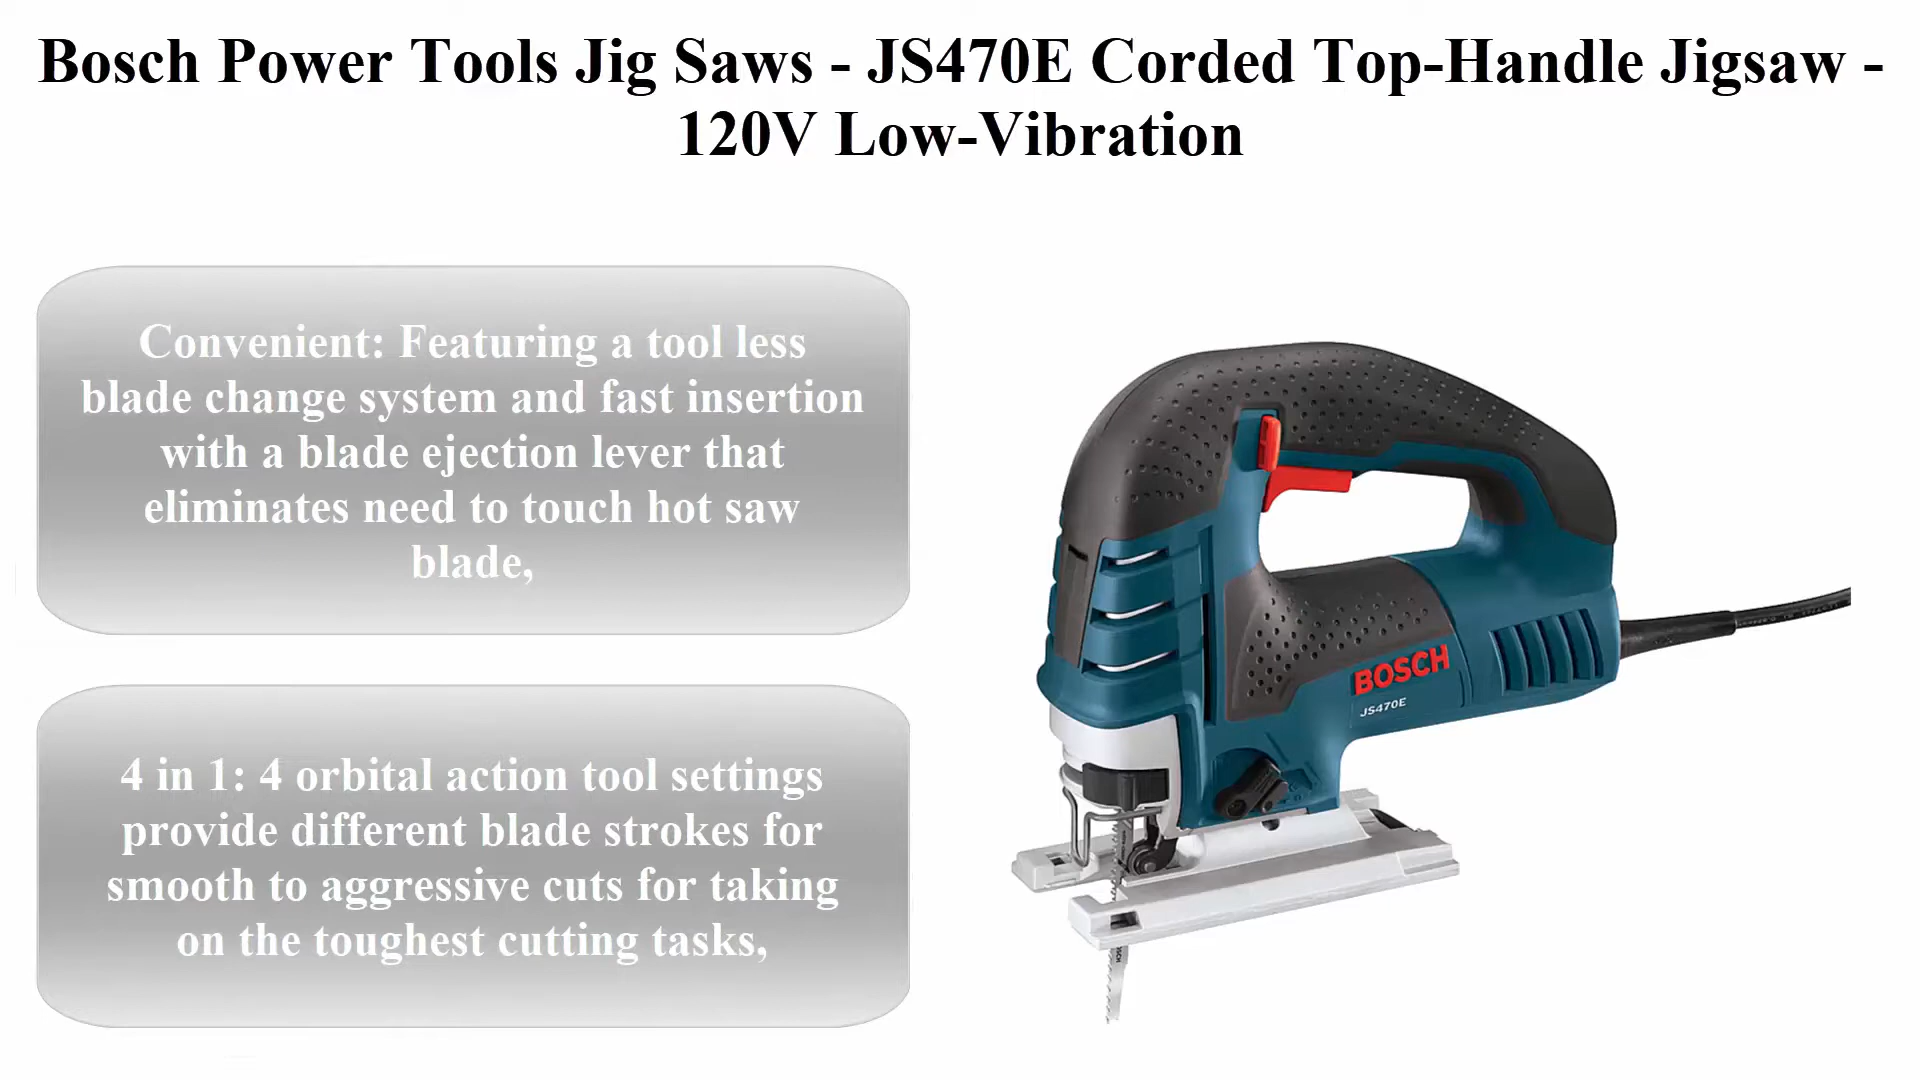 Bosch Power Tools Jig Saws - JS470E Corded Top-Handle Jigsaw -
120V Low-Vibration
Convenient: Featuring a tool less
blade change system and fast insertion
with a blade ejection lever that
eliminates need to touch hot saw
blade,
4 in 1: 4 orbital action tool settings
provide different blade strokes for
smooth to aggressive cuts for taking
on the toughest cutting tasks,
BOSCH
JS470E
BOSCH